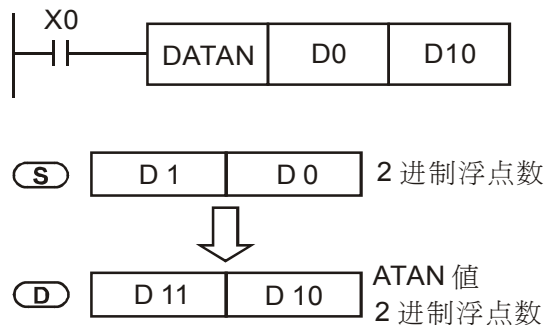 X0
DATAN D0 D10
S D 1 D 0 2 进制浮点数
D D 11 D 10 ATAN 值
2 进制浮点数